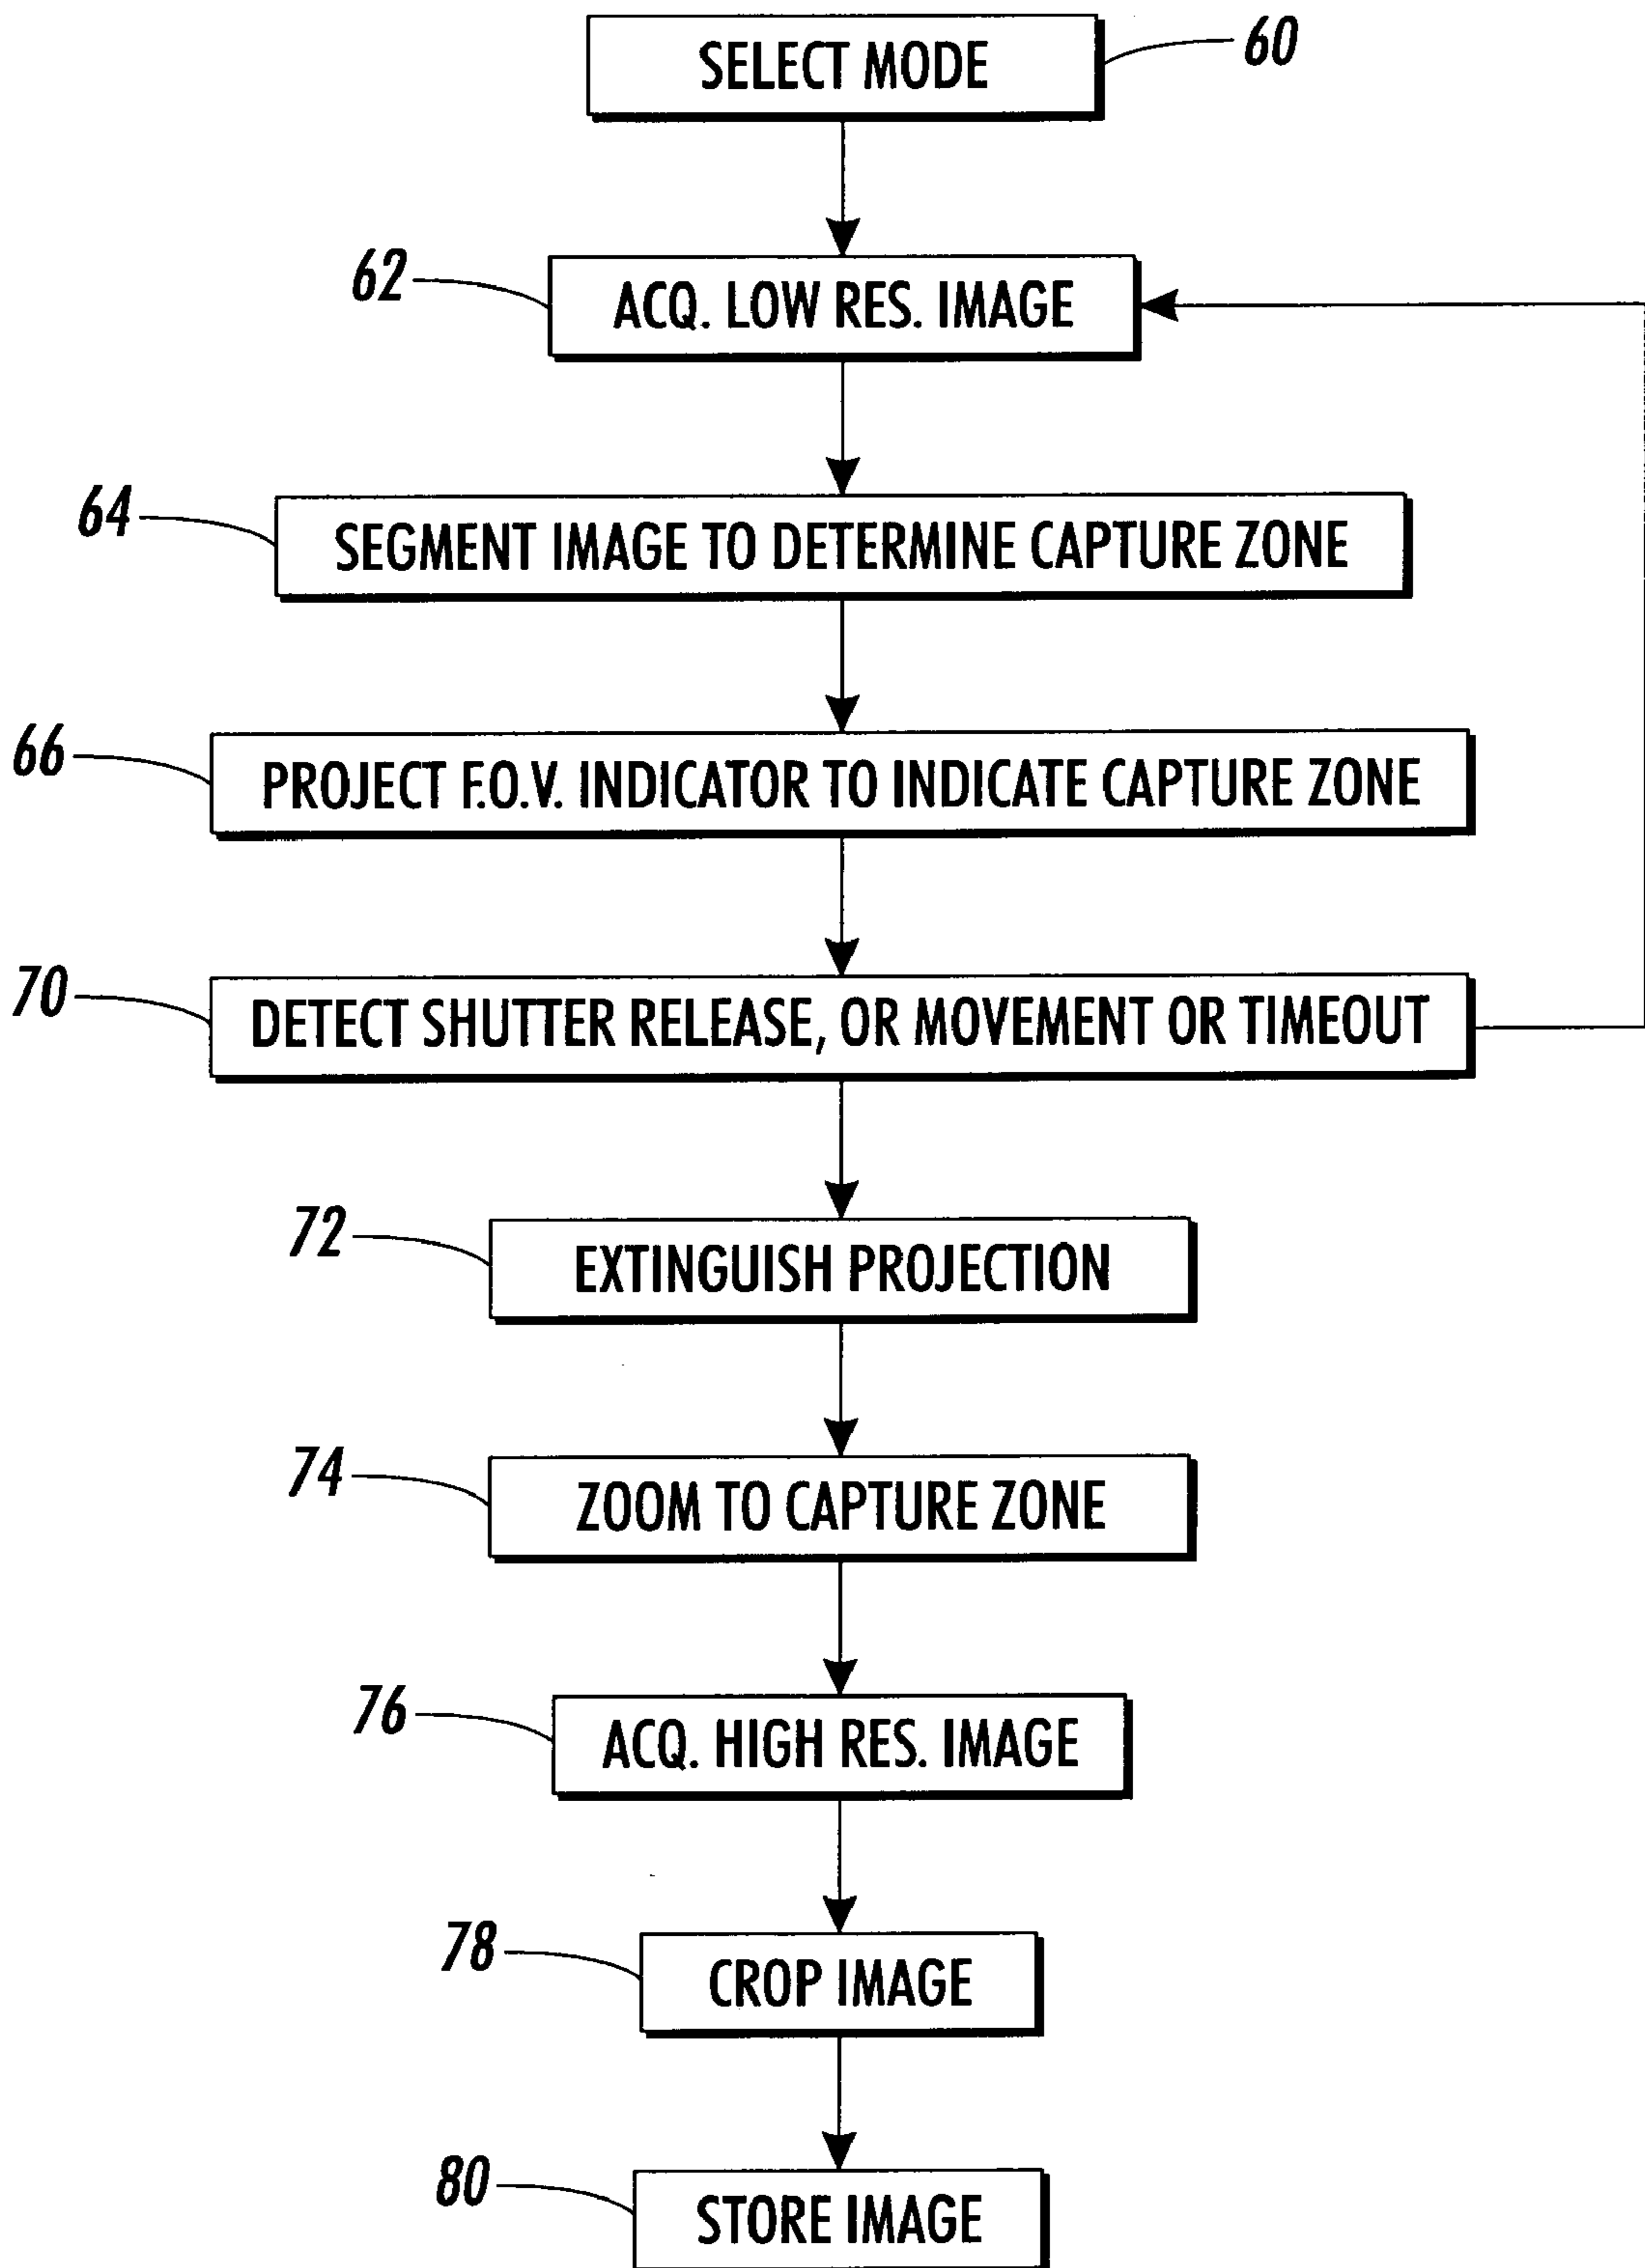 SELECT MODE
60
62
ACQ. LOW RES. IMAGE
64
SEGMENT IMAGE TO DETERMINE CAPTURE ZONE
66
PROJECT F.O.V. INDICATOR TO INDICATE CAPTURE ZONE
70
DETECT SHUTTER RELEASE, OR MOVEMENT OR TIMEOUT
72
EXTINGUISH PROJECTION
74
ZOOM TO CAPTURE ZONE
76
ACQ. HIGH RES. IMAGE
78
CROP IMAGE
80
STORE IMAGE